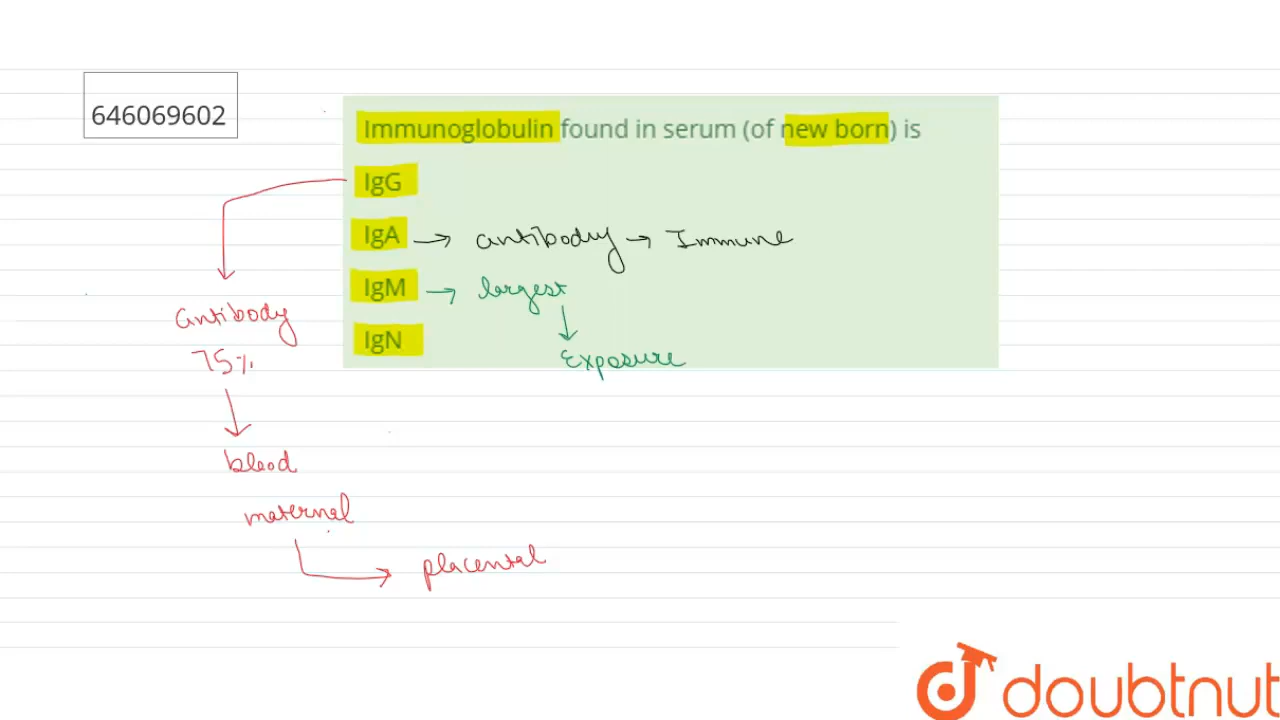 646069602
Immunoglobulin found in serum (of new born) is
IgG
IgA → antibody → Immune
IgM → largest
IgN
Exposure
antibody
75%
blood
maternal
placental
doubtnut